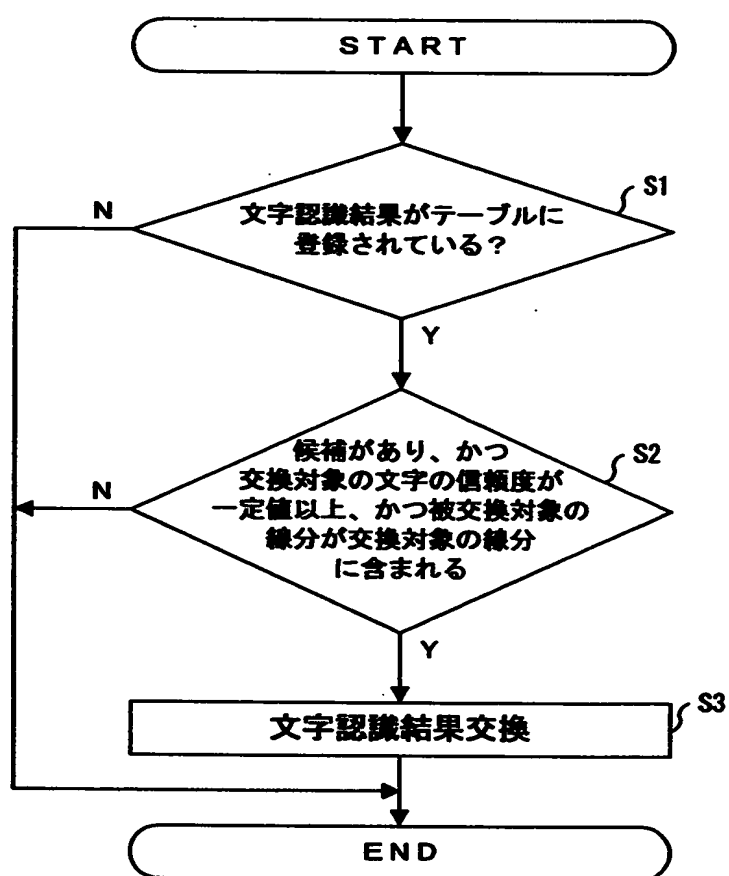 START
S1
N
文字認識結果がテーブルに
登録されている?
Y
S2
N
候補があり、かつ
交換対象の文字の信頼度が
一定値以上、かつ被交換対象の
線分が交換対象の線分
に含まれる
Y
S3
文字認識結果交換
END